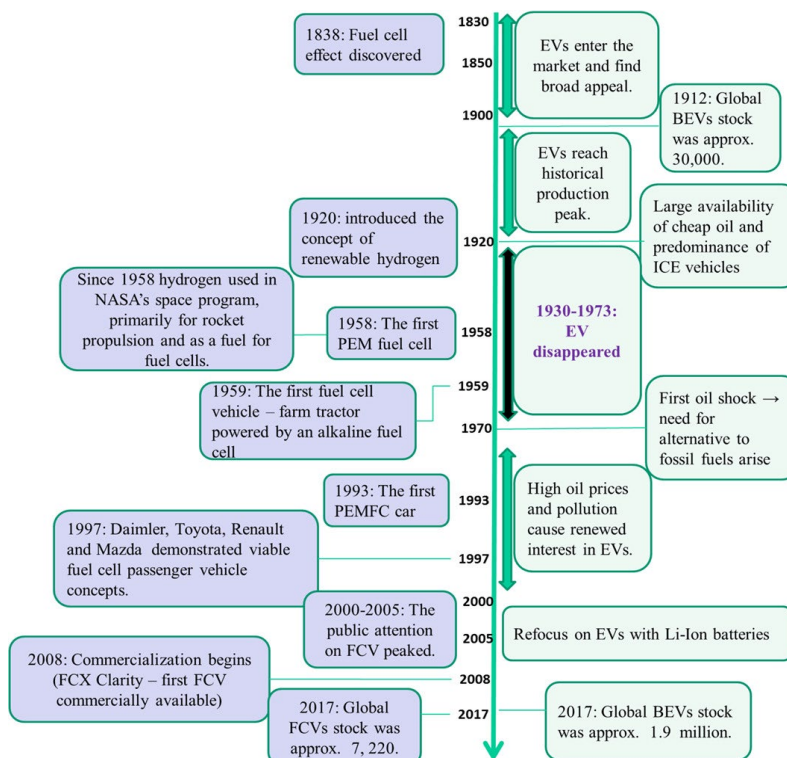 1830
1838: Fuel cell
effect discovered
EVs enter the
market and find
broad appeal.
1850
1900
1912: Global
BEVs stock
was approx.
30,000.
EVs reach
historical
production
peak.
1920: introduced the
concept of
renewable hydrogen
1920
Large availability
of cheap oil and
predominance of
ICE vehicles
Since 1958 hydrogen used in
NASA's space program,
primarily for rocket
propulsion and as a fuel for
fuel cells.
1958: The first
PEM fuel cell
1958
1930-1973:
EV
disappeared
1959: The first fuel cell
vehicle – farm tractor
powered by an alkaline fuel
cell
1959
1970
First oil shock →
need for
alternative to
fossil fuels arise
1993: The first
PEMFC car
1993
High oil prices
and pollution
cause renewed
interest in EVs.
1997: Daimler, Toyota, Renault
and Mazda demonstrated viable
fuel cell passenger vehicle
concepts.
1997
2000
2000-2005: The
public attention
on FCV peaked.
2005
Refocus on EVs with Li-Ion batteries
2008: Commercialization begins
(FCX Clarity – first FCV
commercially available)
2008
2017: Global
FCVs stock was
approx. 7, 220.
2017
2017: Global BEVs stock
was approx. 1.9 million.